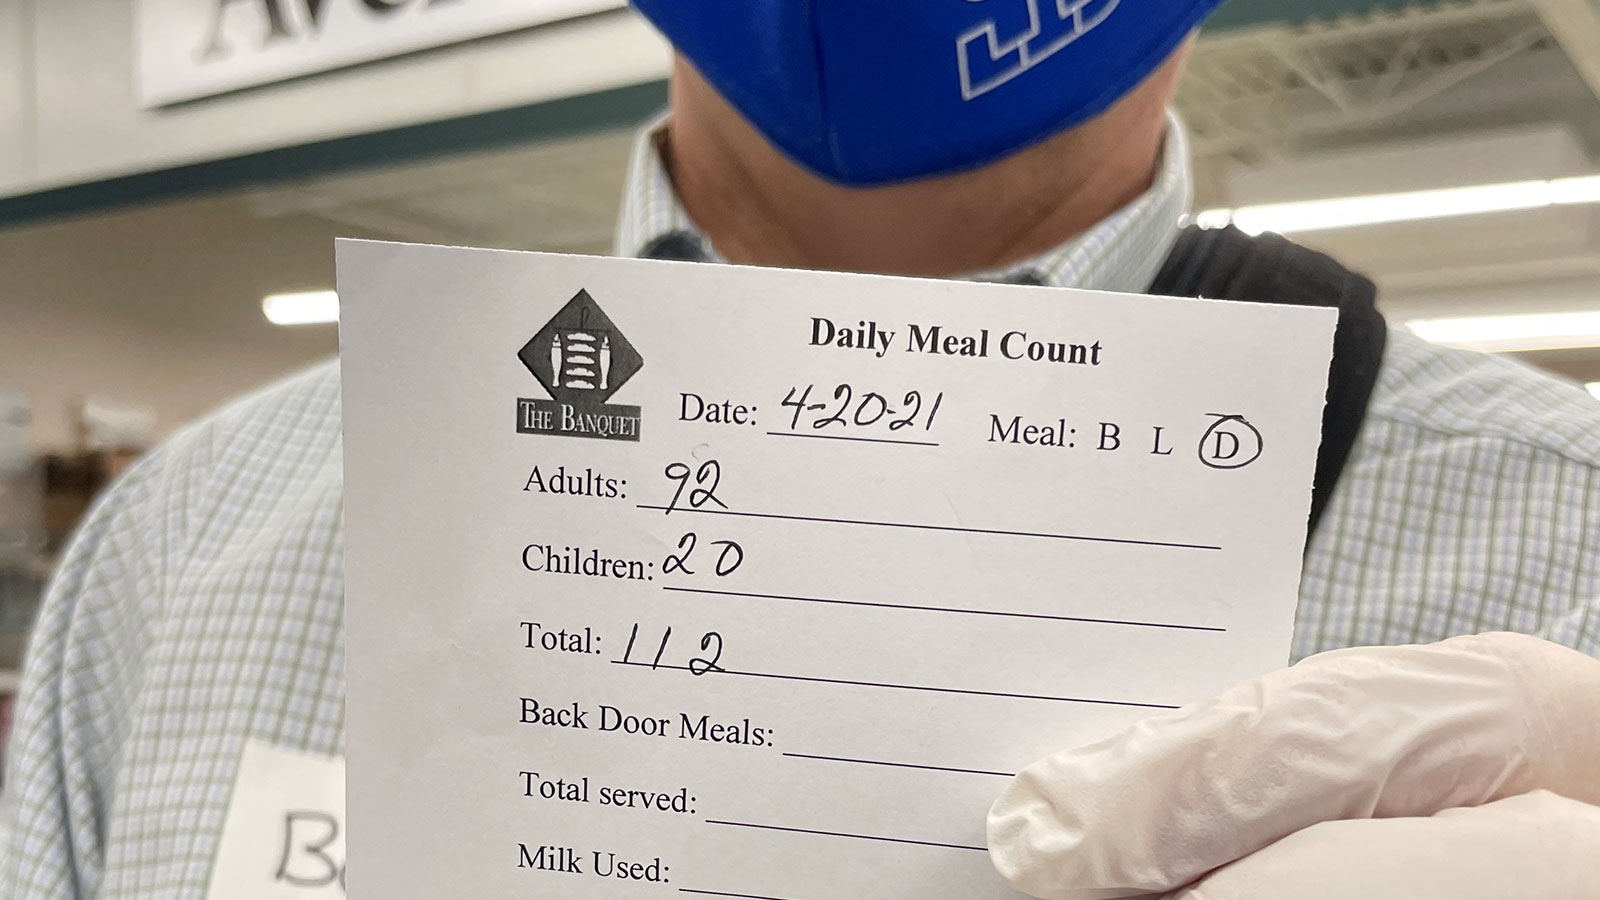 Daily Meal Count
THE BANQUET
Date: 4-20-21 Meal: B L D
Adults: 92
Children: 20
Total: 112
Back Door Meals:
Total served:
Milk Used: